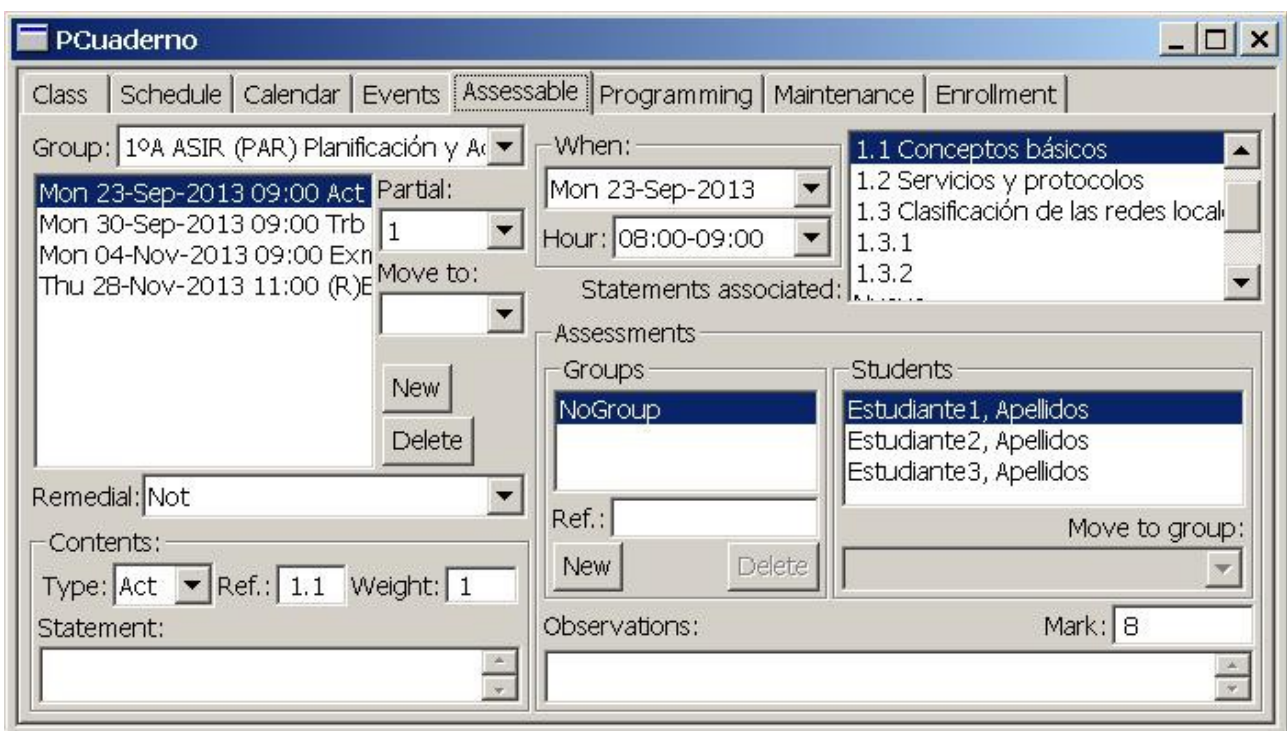 PCuaderno
Class Schedule Calendar Events Assessable Programming Maintenance Enrollment
Group: 1ºA ASIR (PAR) Planificación y
Mon 23-Sep-2013 09:00 Act
Mon 30-Sep-2013 09:00 Trb
Mon 04-Nov-2013 09:00
Thu 28-Nov-2013 11:00
Partial:
1
Move to:
New
Delete
Remedial: Not
Contents:
Type: Act Ref.: 1.1 Weight: 1
Statement:
When:
Mon 23-Sep-2013
Hour: 08:00-09:00
Statements associated:
1.1 Conceptos básicos
1.2 Servicios y protocolos
1.3 Clasificación de las redes
1.3.1
1.3.2
Assessments
Groups
NoGroup
Ref.:
New Delete
Students
Estudiante1, Apellidos
Estudiante2, Apellidos
Estudiante3, Apellidos
Move to group:
Observations:
Mark: 8